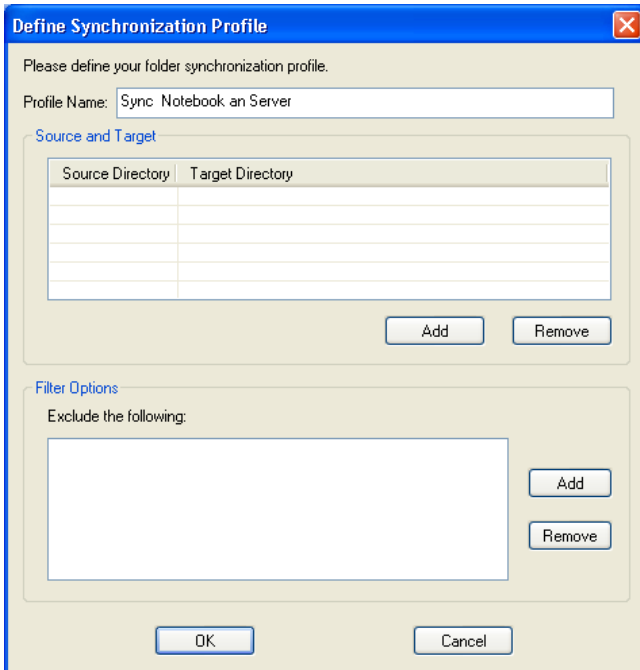 Define Synchronization Profile
Please define your folder synchronization profile.
Profile Name: Sync  Notebook an Server
Source and Target
Source Directory Target Directory
Add Remove
Filter Options
Exclude the following:
Add
Remove
OK Cancel